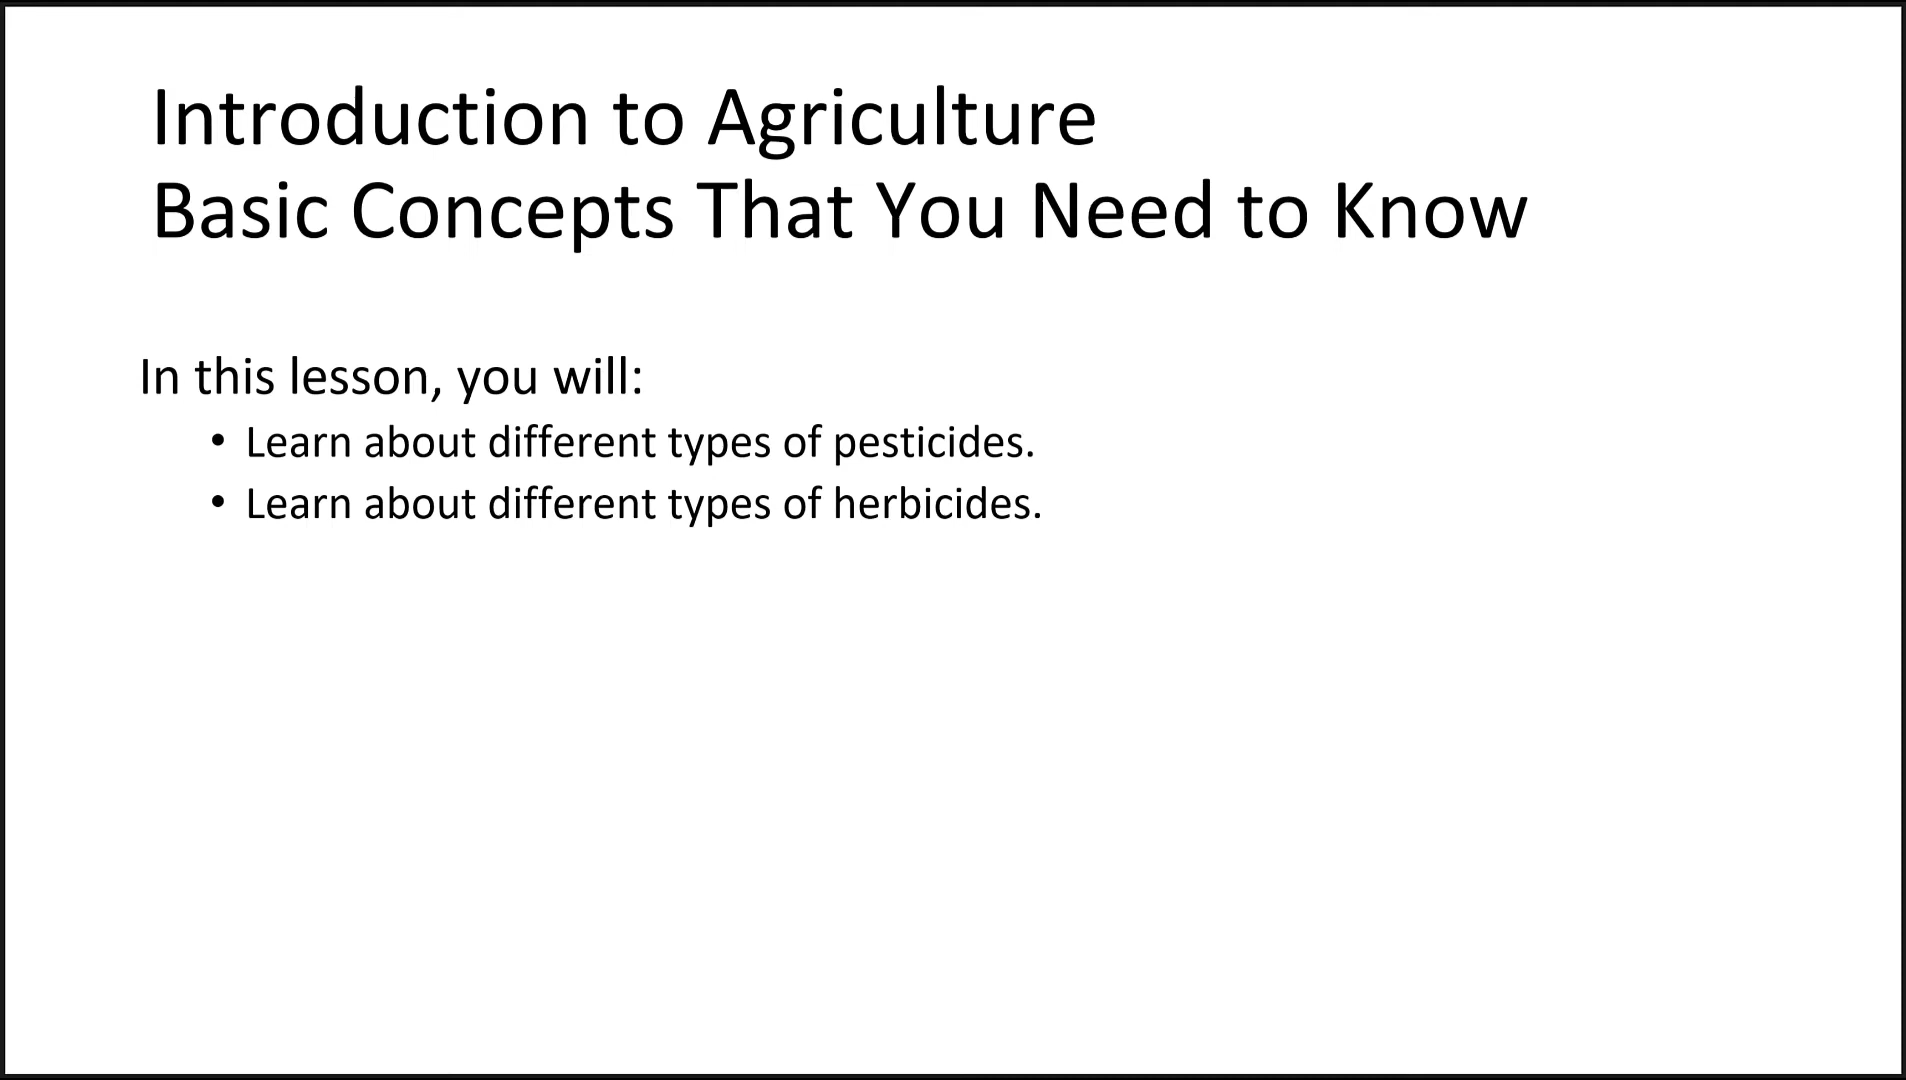 Introduction to Agriculture
Basic Concepts That You Need to Know
In this lesson, you will:
• Learn about different types of pesticides.
• Learn about different types of herbicides.